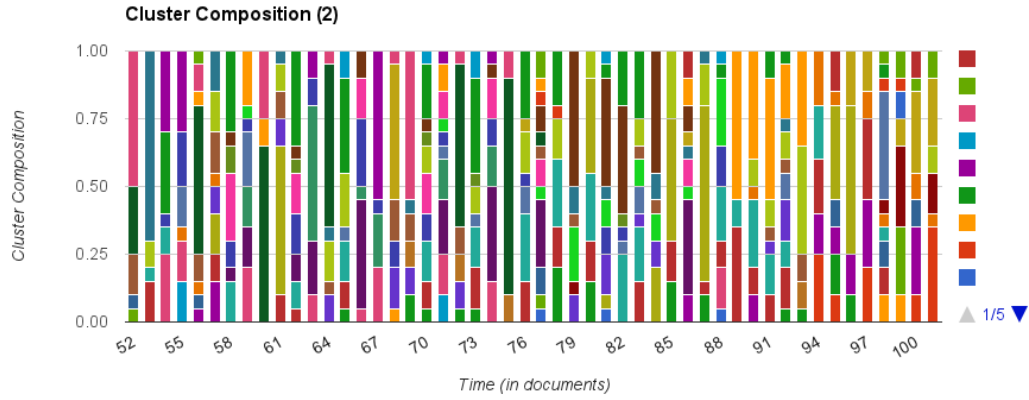 Cluster Composition (2)
Cluster Composition
1.00
0.75
0.50
0.25
0.00
52 55 58 61 64 67 70 73 76 79 82 85 88 91 94 97 100
Time (in documents)
1/5